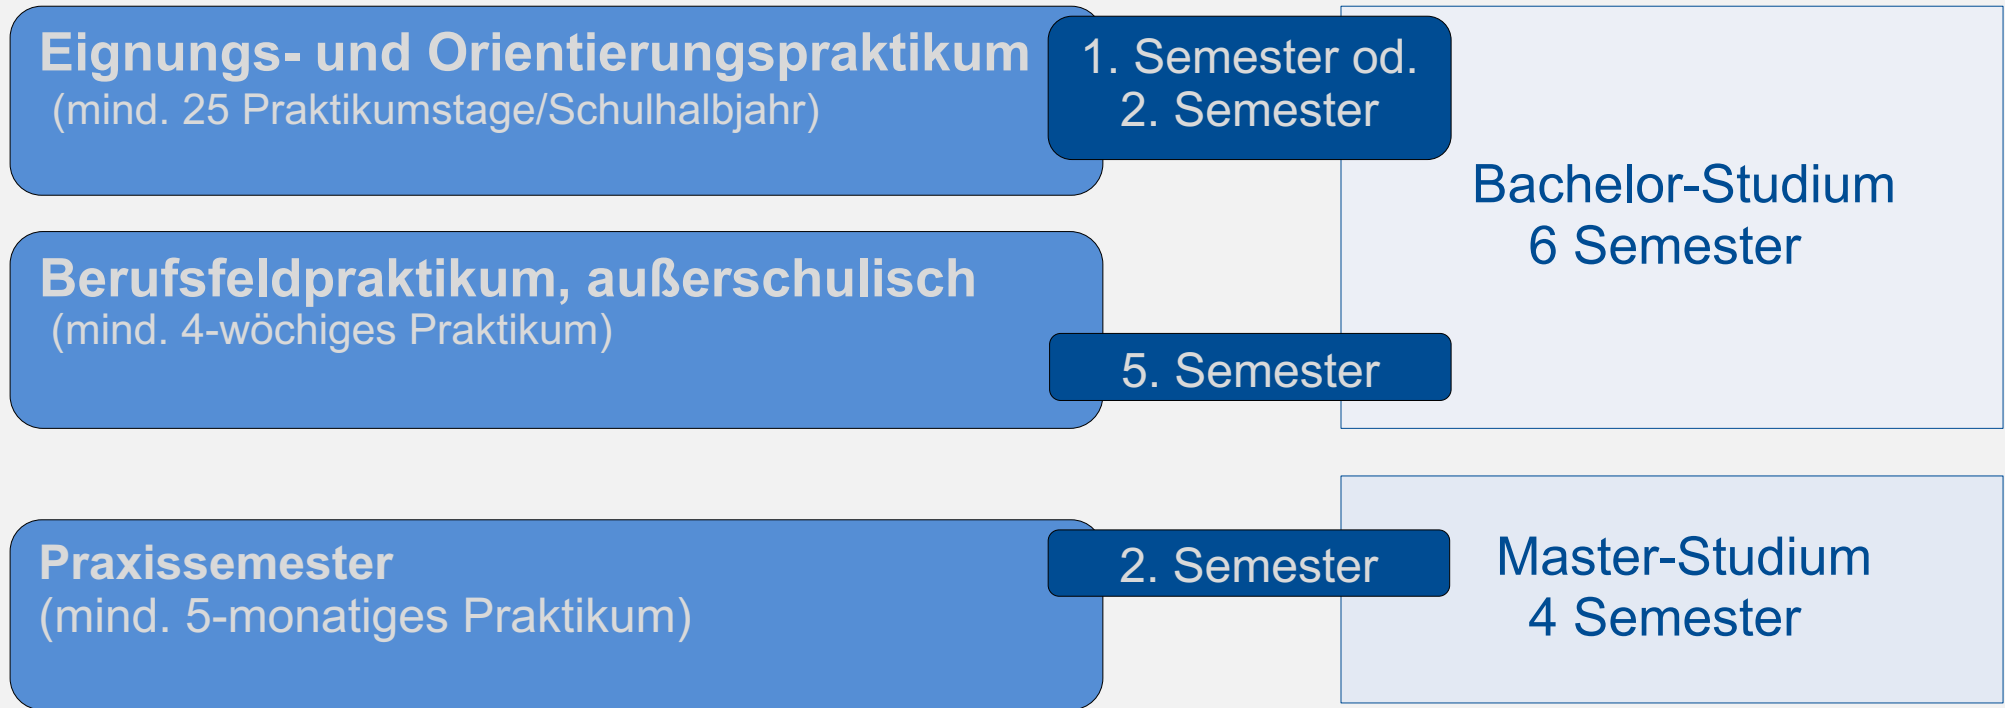 Eignungs- und Orientierungspraktikum
(mind. 25 Praktikumstage/Schulhalbjahr)
1. Semester od.
2. Semester
Bachelor-Studium
6 Semester
Berufsfeldpraktikum, außerschulisch
(mind. 4-wöchiges Praktikum)
5. Semester
Praxissemester
(mind. 5-monatiges Praktikum)
2. Semester
Master-Studium
4 Semester